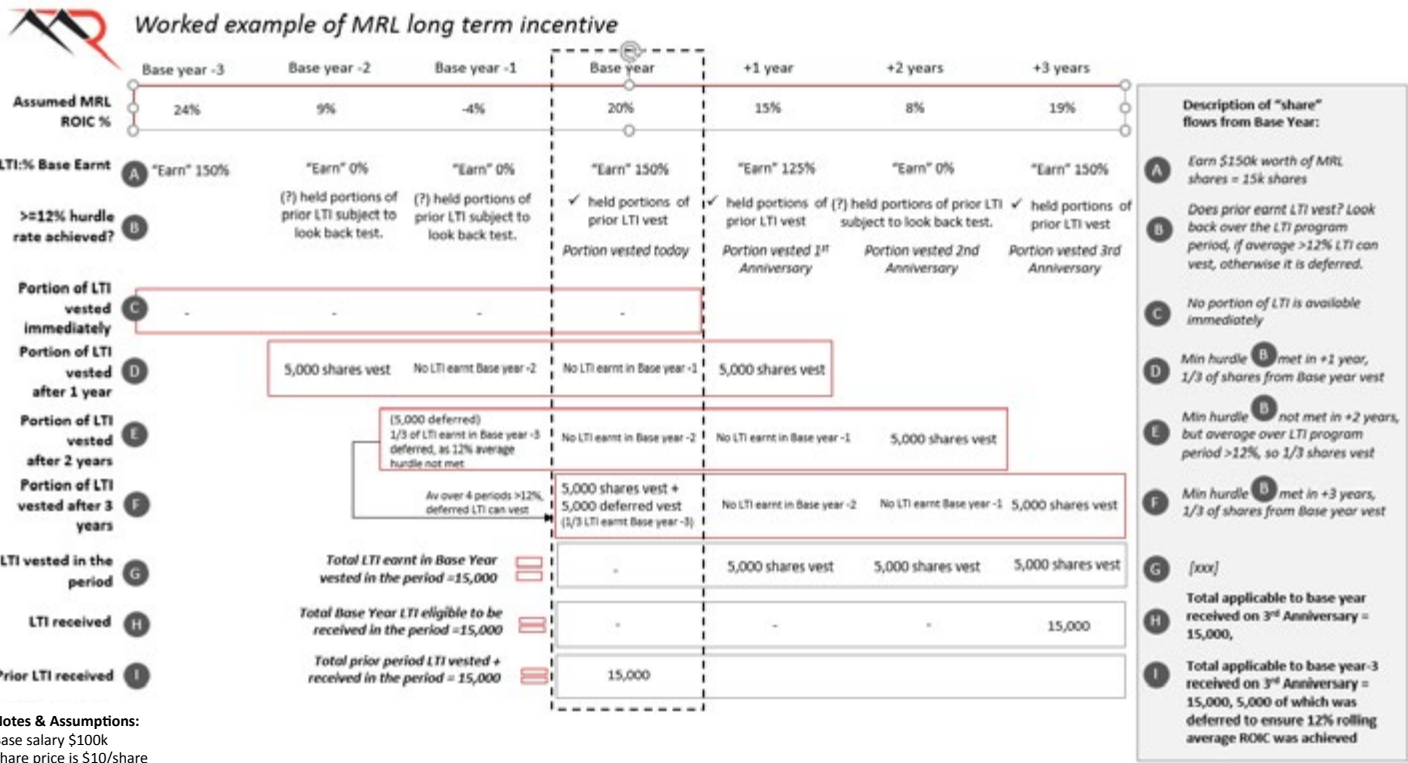 Worked example of MRL long term incentive
Base year -3
Base year -2
Base year -1
Base year
+1 year
+2 years
+3 years
Assumed MRL
ROIC %
24%
9%
-4%
20%
15%
8%
19%
LTI:% Base Earnt
A
"Earn" 150%
"Earn" 0%
"Earn" 0%
"Earn" 150%
"Earn" 125%
"Earn" 0%
"Earn" 150%
>=12% hurdle
rate achieved?
B
(?) held portions of
prior LTI subject to
look back test.
(?) held portions of
prior LTI subject to
look back test.
✓ held portions of
prior LTI vest
✓ held portions of
prior LTI vest
(?) held portions of prior LTI
subject to look back test.
✓ held portions of
prior LTI vest
Portion vested today
Portion vested 1st
Anniversary
Portion vested 2nd
Anniversary
Portion vested 3rd
Anniversary
Portion of LTI
vested
immediately
C
-
-
-
-
Portion of LTI
vested
after 1 year
D
5,000 shares vest
No LTI earnt Base year -2
No LTI earnt in Base year -1
5,000 shares vest
Portion of LTI
vested
after 2 years
E
(5,000 deferred)
1/3 of LTI earnt in Base year -3
deferred, as 12% average
hurdle not met
No LTI earnt in Base year -2
No LTI earnt in Base year -1
5,000 shares vest
Portion of LTI
vested after 3
years
F
Av over 4 periods >12%,
deferred LTI can vest
5,000 shares vest +
5,000 deferred vest
(1/3 LTI earnt Base year -3)
No LTI earnt in Base year -2
No LTI earnt in Base year -1
5,000 shares vest
LTI vested in the
period
G
Total LTI earnt in Base Year
vested in the period =15,000
-
5,000 shares vest
5,000 shares vest
5,000 shares vest
LTI received
H
Total Base Year LTI eligible to be
received in the period =15,000
-
-
-
15,000
Prior LTI received
I
Total prior period LTI vested +
received in the period = 15,000
15,000
Notes & Assumptions:
Base salary $100k
Share price is $10/share
Description of "share"
flows from Base Year:
A
Earn $150k worth of MRL
shares = 15k shares
B
Does prior earnt LTI vest? Look
back over the LTI program
period, if average >12% LTI can
vest, otherwise it is deferred.
C
No portion of LTI is available
immediately
D
Min hurdle B met in +1 year,
1/3 of shares from Base year vest
E
Min hurdle B not met in +2 years,
but average over LTI program
period >12%, so 1/3 shares vest
F
Min hurdle B met in +3 years,
1/3 of shares from Base year vest
G
[xxx]
H
Total applicable to base year
received on 3rd Anniversary =
15,000,
I
Total applicable to base year-3
received on 3rd Anniversary =
15,000, 5,000 of which was
deferred to ensure 12% rolling
average ROIC was achieved